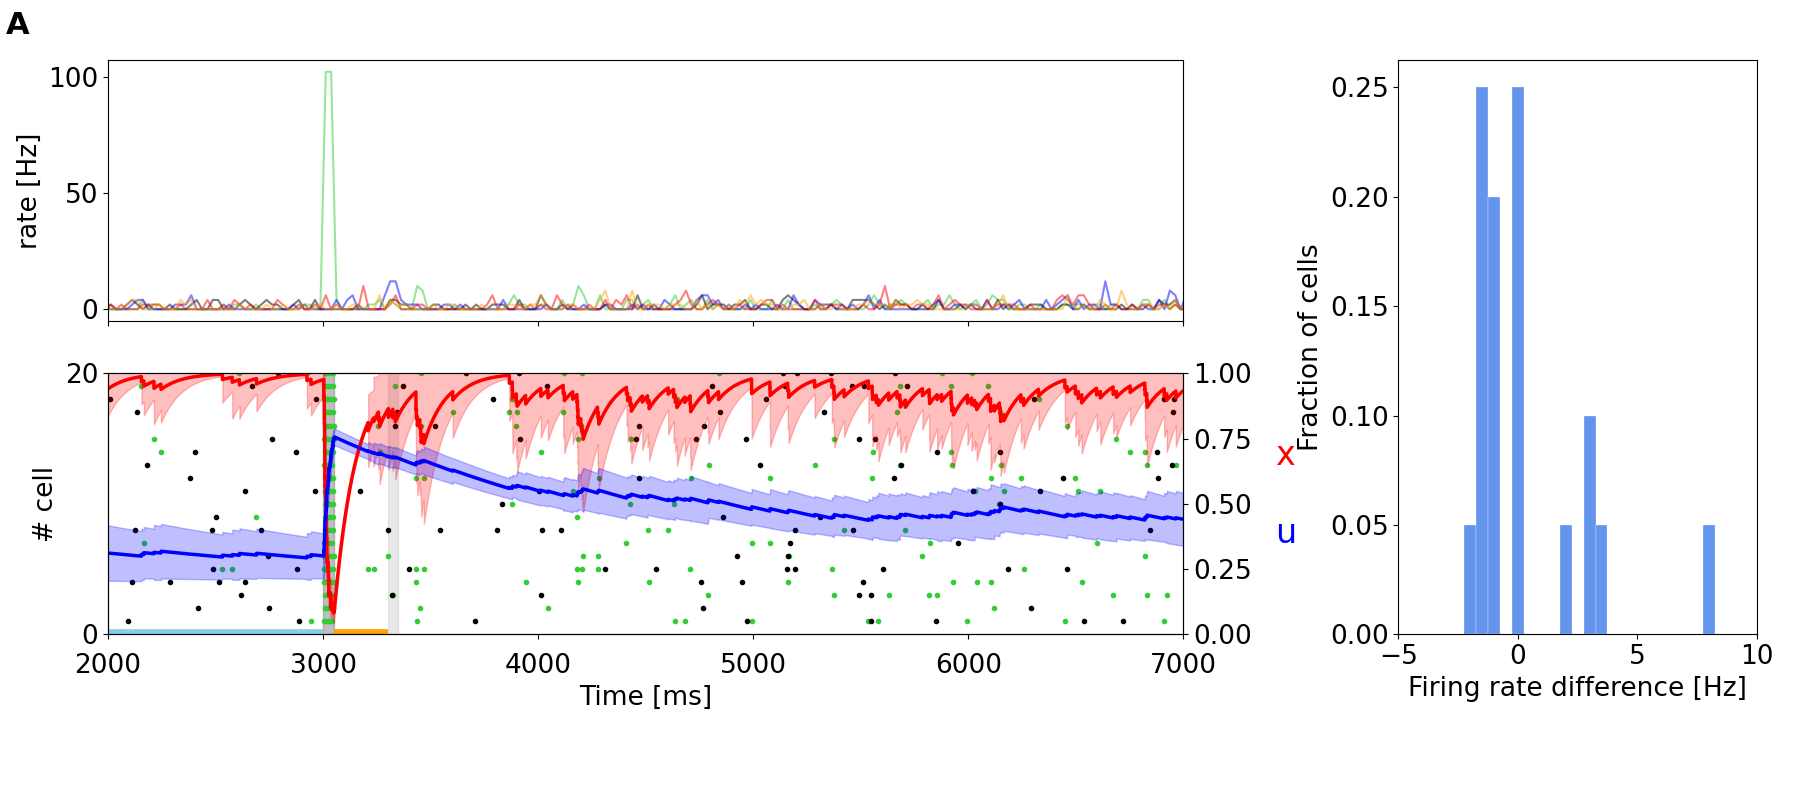 A
100
50
0
rate [Hz]
20
0
# cell
1.00
0.75
0.50
0.25
0.00
x
u
2000 3000 4000 5000 6000 7000
Time [ms]
0.25
0.20
0.15
0.10
0.05
0.00
Fraction of cells
−5 0 5 10
Firing rate difference [Hz]